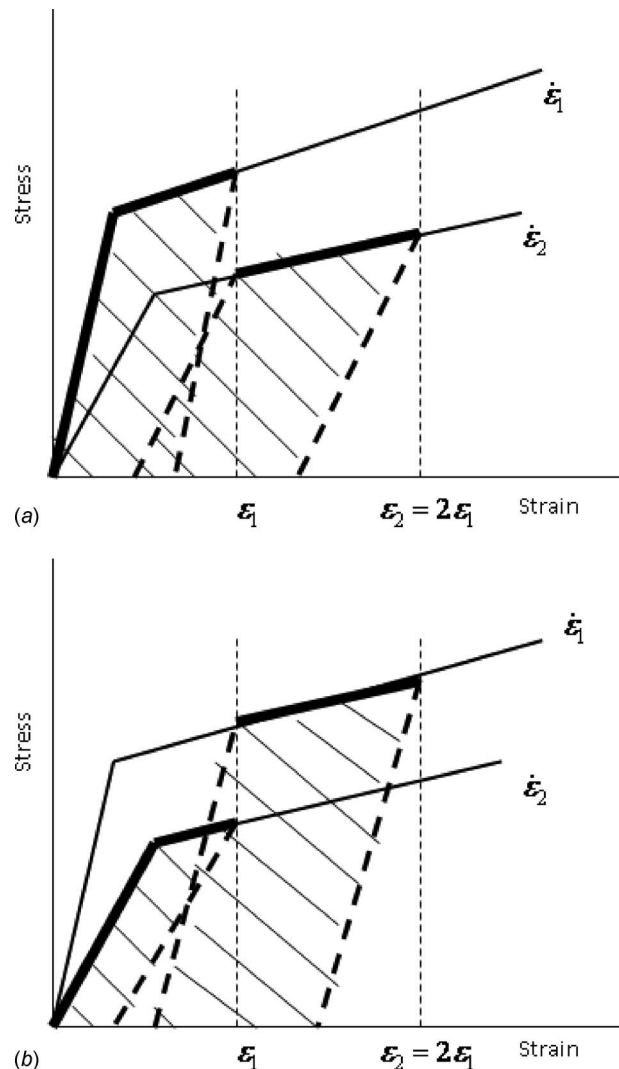 Stress
ε̇₁
ε̇₂
ε₁
ε₂ = 2ε₁
Strain
(a)
Stress
ε̇₁
ε̇₂
ε₁
ε₂ = 2ε₁
Strain
(b)